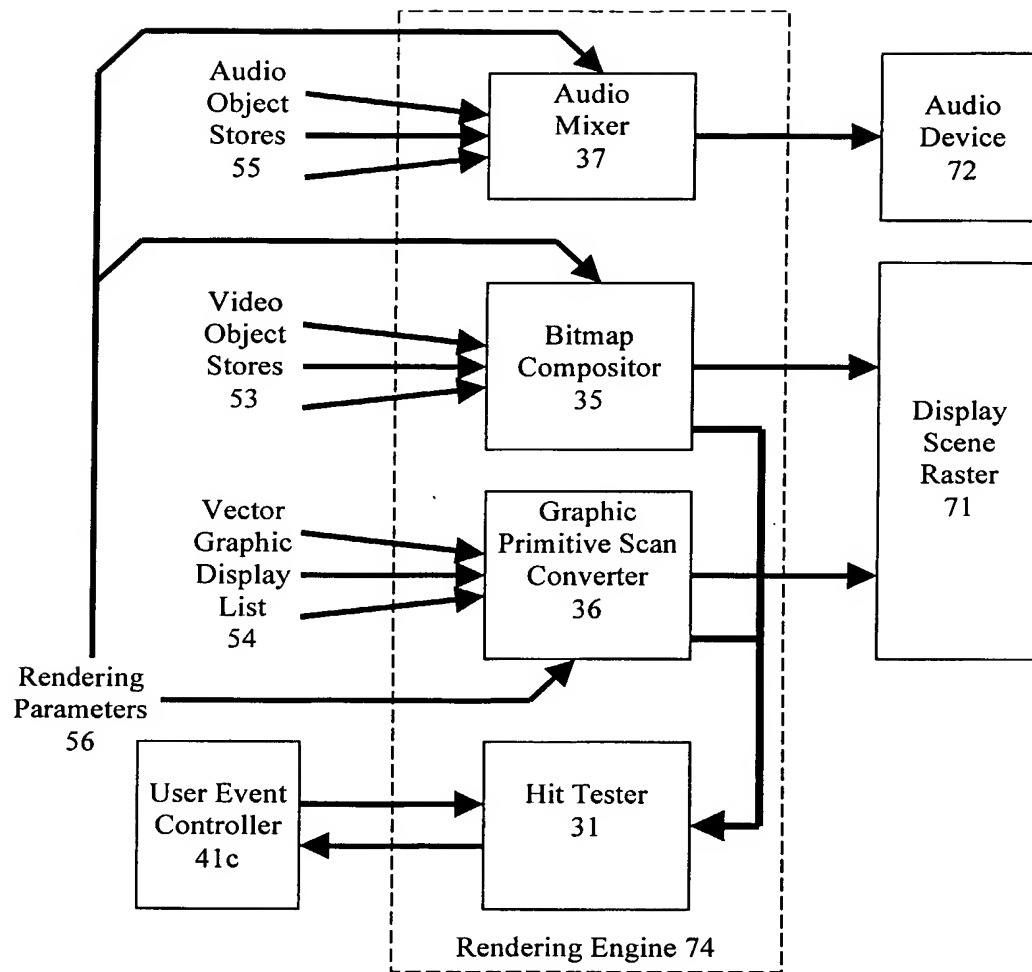 Audio
Object
Stores
55
Audio
Mixer
37
Audio
Device
72
Video
Object
Stores
53
Bitmap
Compositor
35
Display
Scene
Raster
71
Vector
Graphic
Display
List
54
Graphic
Primitive Scan
Converter
36
Rendering
Parameters
56
User Event
Controller
41c
Hit Tester
31
Rendering Engine 74